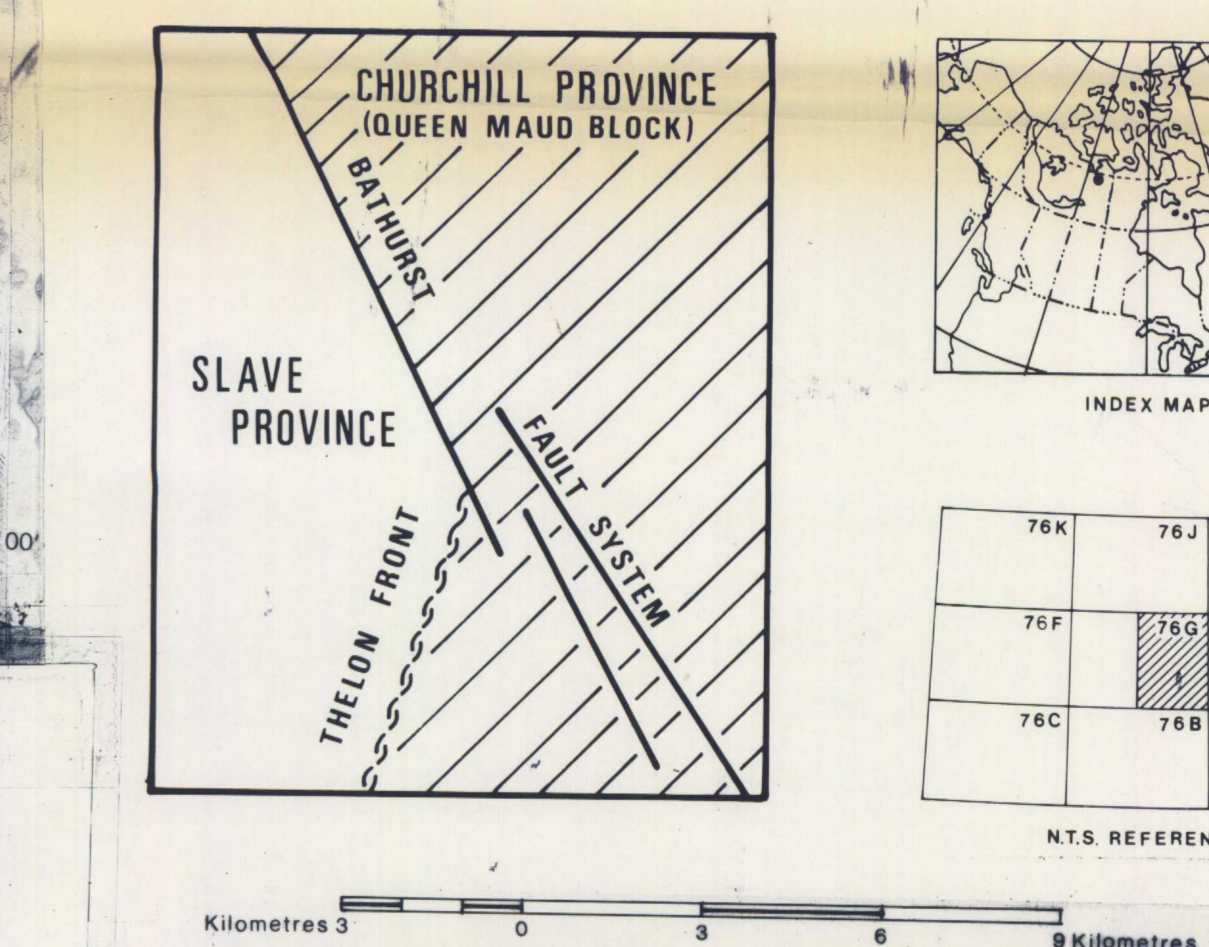 CHURCHILL PROVINCE
(QUEEN MAUD BLOCK)
BATHURST
FAULT SYSTEM
SLAVE
PROVINCE
THELON FRONT
00'
INDEX MAP
76K
76J
76F
76G
76C
76B
N.T.S. REFEREN
Kilometres 3
0
3
6
9 Kilometres